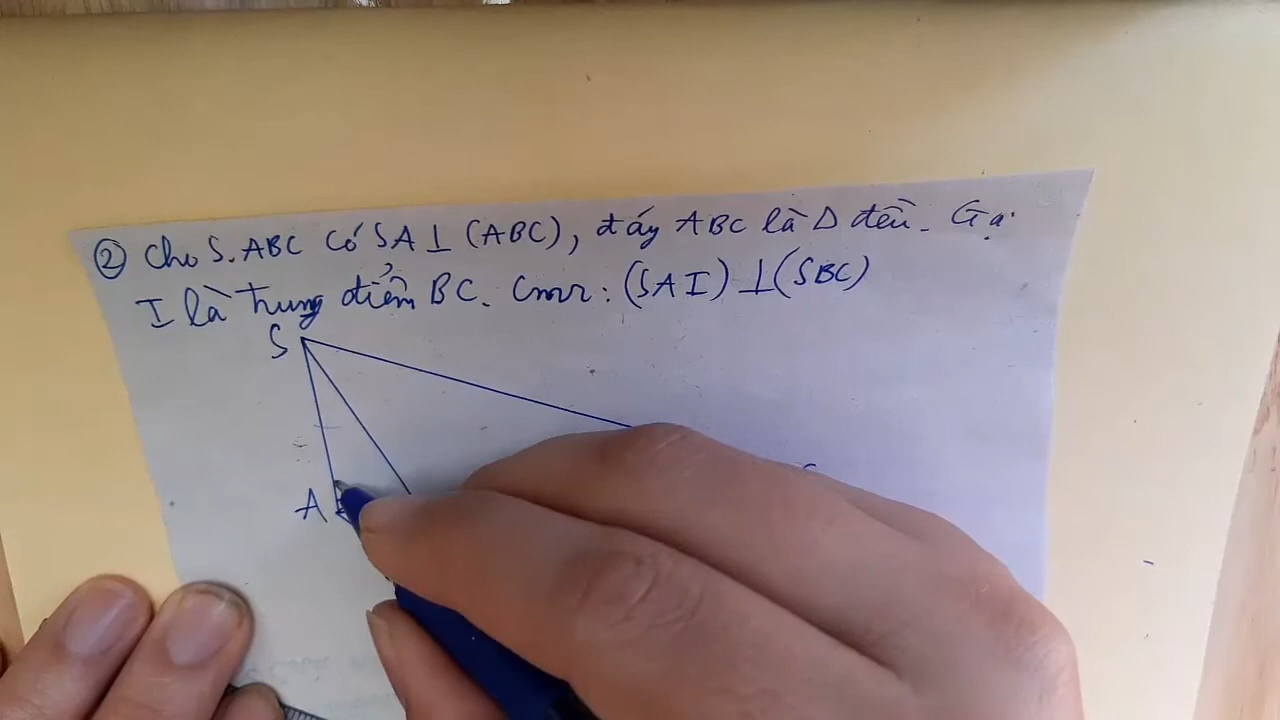 ② Cho S.ABC có SA⊥(ABC), đáy ABC là Δ đều. Gọi
I là trung điểm BC. Cmr: (SAI)⊥(SBC)
S
A